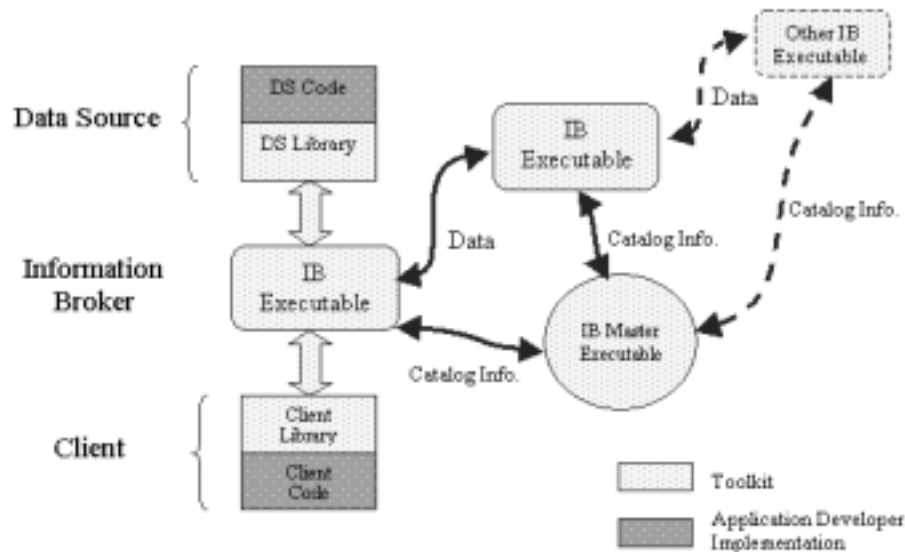 Other IB
Executable
DS Code
Data Source
DS Library
Data
IB
Executable
Catalog Info.
Data
Catalog Info.
Information
Broker
IB
Executable
IB Master
Executable
Catalog Info.
Client
Client
Library
Client
Code
Toolkit
Application Developer
Implementation